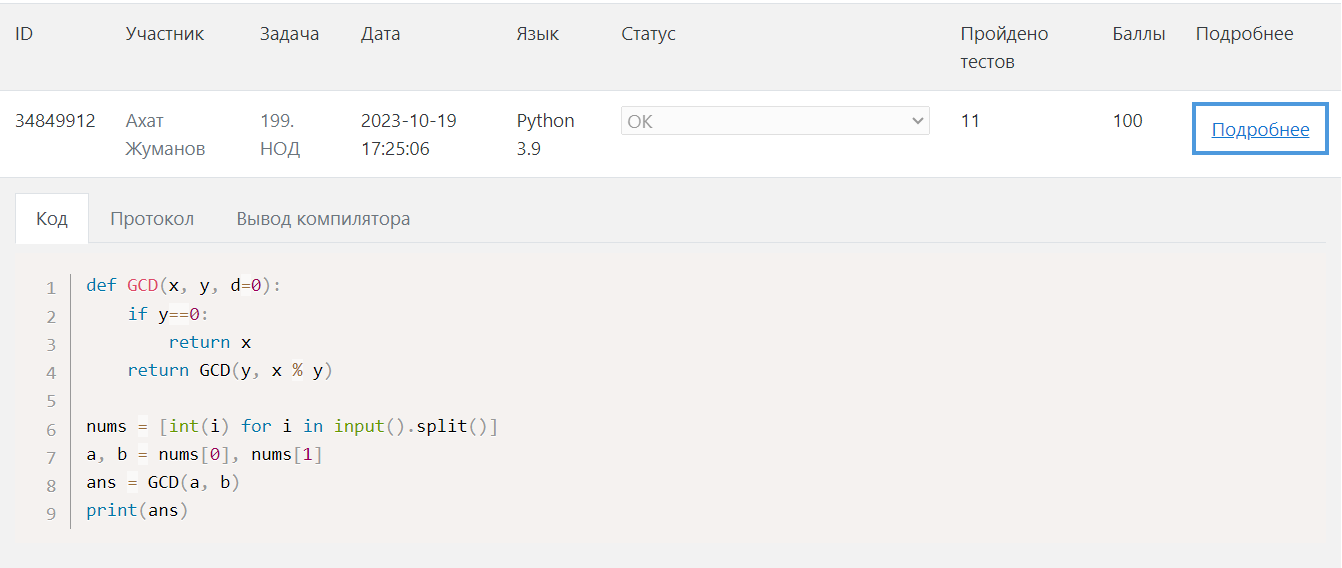 ID Участник Задача Дата Язык Статус Пройдено тестов Баллы Подробнее
34849912 Ахат Жуманов 199. НОД 2023-10-19 17:25:06 Python 3.9 OK 11 100 Подробнее
Код Протокол Вывод компилятора
1 def GCD(x, y, d=0):
2     if y==0:
3         return x
4     return GCD(y, x % y)
5
6 nums = [int(i) for i in input().split()]
7 a, b = nums[0], nums[1]
8 ans = GCD(a, b)
9 print(ans)